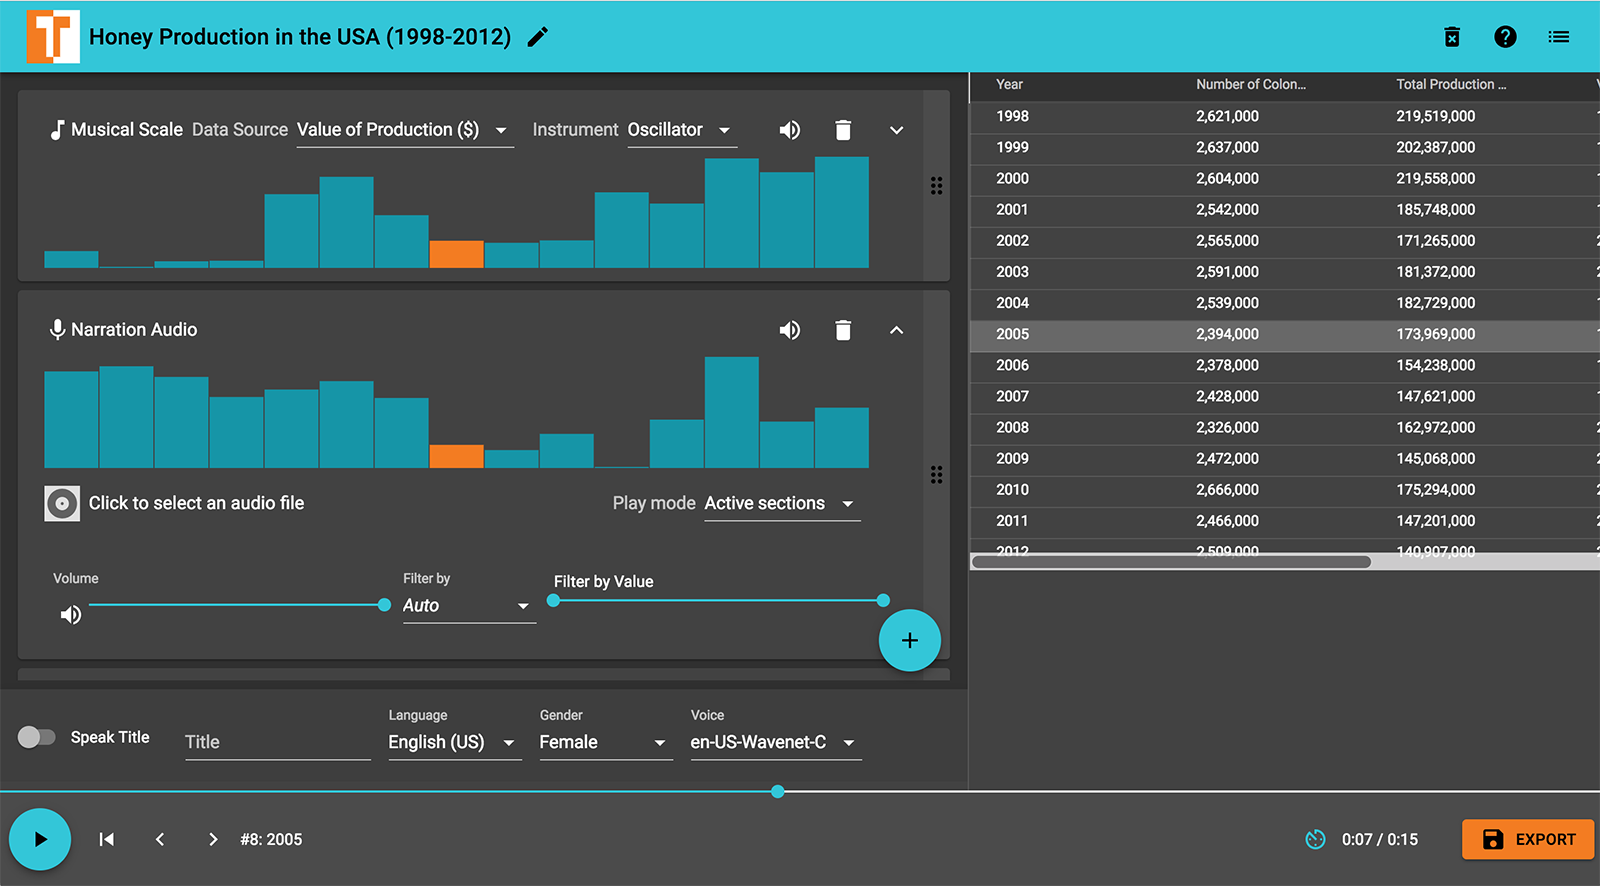 Honey Production in the USA (1998-2012)
Musical Scale Data Source Value of Production ($) Instrument Oscillator
Narration Audio
Click to select an audio file Play mode Active sections
Volume Filter by Filter by Value
Auto
Speak Title Title Language English (US) Gender Female Voice en-US-Wavenet-C
Year Number of Colon... Total Production ...
1998 2,621,000 219,519,000
1999 2,637,000 202,387,000
2000 2,604,000 219,558,000
2001 2,542,000 185,748,000
2002 2,565,000 171,265,000
2003 2,591,000 181,372,000
2004 2,539,000 182,729,000
2005 2,394,000 173,969,000
2006 2,378,000 154,238,000
2007 2,428,000 147,621,000
2008 2,326,000 162,972,000
2009 2,472,000 145,068,000
2010 2,666,000 175,294,000
2011 2,466,000 147,201,000
2012 2,509,000 140,907,000
#8: 2005 0:07 / 0:15 EXPORT